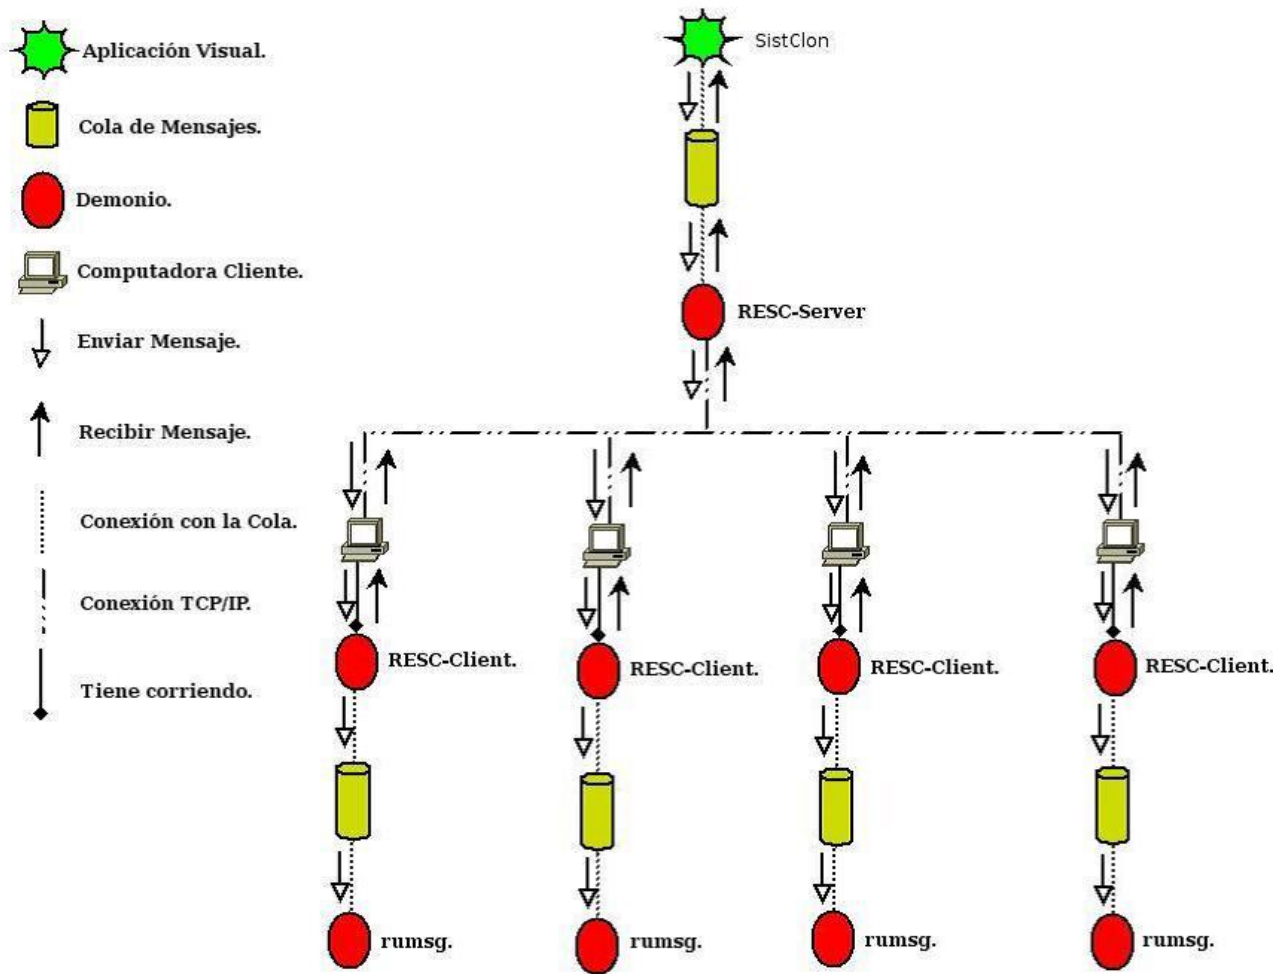 Aplicación Visual.
Cola de Mensajes.
Demonio.
Computadora Cliente.
Enviar Mensaje.
Recibir Mensaje.
Conexión con la Cola.
Conexión TCP/IP.
Tiene corriendo.
SistClon
RESC-Server
RESC-Client.
RESC-Client.
RESC-Client.
RESC-Client.
rumsg.
rumsg.
rumsg.
rumsg.